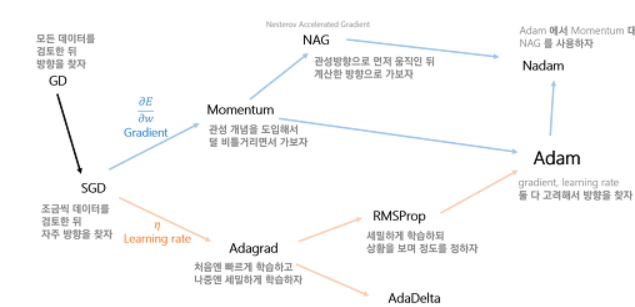 모든 데이터를
검토한 뒤
방향을 찾자
GD
Nesterov Accelerated Gradient
NAG
관성방향으로 먼저 움직인 뒤
계산한 방향으로 가보자
Adam 에서 Momentum 대
NAG 를 사용하자
Nadam
∂E
∂w
Gradient
Momentum
관성 개념을 도입해서
덜 비틀거리면서 가보자
Adam
gradient, learning rate
둘 다 고려해서 방향을 찾자
SGD
조금씩 데이터를
검토한 뒤
자주 방향을 찾자
η
Learning rate
Adagrad
처음엔 빠르게 학습하고
나중엔 세밀하게 학습하자
RMSProp
세밀하게 학습하되
상황을 보며 정도를 정하자
AdaDelta